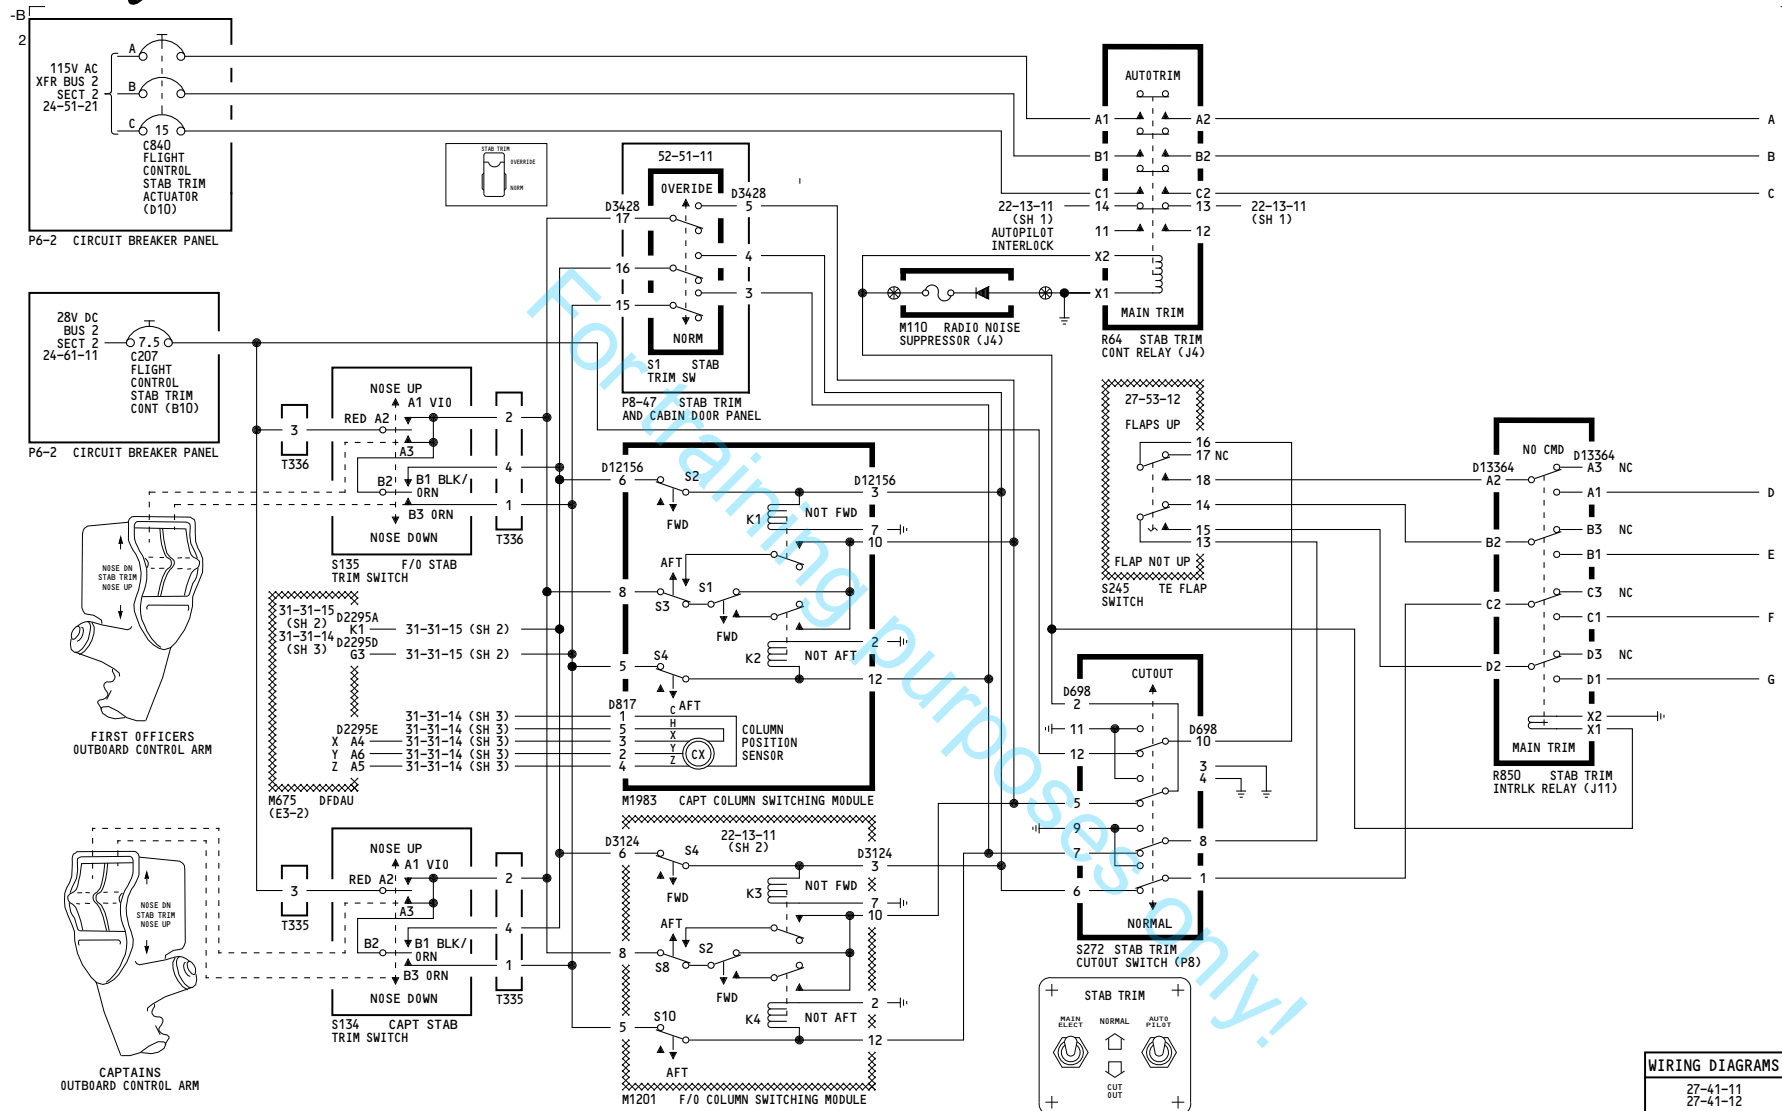 -B
2
A
B
C
115V AC
XFR BUS 2
SECT 2
24-51-21
15
C840
FLIGHT
CONTROL
STAB TRIM
ACTUATOR
(D10)
P6-2 CIRCUIT BREAKER PANEL
28V DC
BUS 2
SECT 2
24-61-11
7.5
C207
FLIGHT
CONTROL
STAB TRIM
CONT (B10)
P6-2 CIRCUIT BREAKER PANEL
3
T336
NOSE UP
A1 VIO
RED A2
A3
B2
B1 BLK/
ORN
B3 ORN
NOSE DOWN
S135 F/O STAB
TRIM SWITCH
2
4
1
T336
NOSE DN
STAB TRIM
NOSE UP
FIRST OFFICERS
OUTBOARD CONTROL ARM
31-31-15
(SH 2)
31-31-14
(SH 3)
D2295A
K1
D2295D
G3
31-31-15 (SH 2)
31-31-15 (SH 2)
D2295E
X A4
Y A6
Z A5
31-31-14 (SH 3)
31-31-14 (SH 3)
31-31-14 (SH 3)
31-31-14 (SH 3)
31-31-14 (SH 3)
M675 DFDAU
(E3-2)
3
T335
NOSE UP
A1 VIO
RED A2
A3
B2
B1 BLK/
ORN
B3 ORN
NOSE DOWN
S134 CAPT STAB
TRIM SWITCH
2
4
1
T335
NOSE DN
STAB TRIM
NOSE UP
CAPTAINS
OUTBOARD CONTROL ARM
STAB TRIM
OVERRIDE
NORM
52-51-11
OVERIDE
D3428
17
16
15
D3428
5
4
3
NORM
S1 STAB
TRIM SW
P8-47 STAB TRIM
AND CABIN DOOR PANEL
D12156
6
S2
FWD
D12156
3
K1
NOT FWD
7
10
AFT
8
S3
S1
FWD
K2
NOT AFT
2
5
S4
AFT
12
D817
1
5
3
2
4
C
H
X
Y
Z
CX
COLUMN
POSITION
SENSOR
M1983 CAPT COLUMN SWITCHING MODULE
22-13-11
(SH 2)
D3124
6
S4
FWD
D3124
3
K3
NOT FWD
7
10
AFT
8
S8
S2
FWD
K4
NOT AFT
2
5
S10
AFT
12
M1201 F/O COLUMN SWITCHING MODULE
AUTOTRIM
A1
A2
B1
B2
C1
C2
14
13
11
12
X2
X1
22-13-11
(SH 1)
AUTOPILOT
INTERLOCK
22-13-11
(SH 1)
MAIN TRIM
R64 STAB TRIM
CONT RELAY (J4)
M110 RADIO NOISE
SUPPRESSOR (J4)
27-53-12
FLAPS UP
16
17 NC
18
14
15
13
FLAP NOT UP
S245 TE FLAP
SWITCH
CUTOUT
D698
2
11
12
5
9
7
6
D698
10
3
4
8
1
NORMAL
S272 STAB TRIM
CUTOUT SWITCH (P8)
STAB TRIM
MAIN
ELECT
NORMAL
AUTO
PILOT
CUT
OUT
NO CMD
D13364
A2
B2
C2
D2
D13364
A3 NC
A1
B3 NC
B1
C3 NC
C1
D3 NC
D1
X2
X1
MAIN TRIM
R850 STAB TRIM
INTRLK RELAY (J11)
A
B
C
D
E
F
G
WIRING DIAGRAMS
27-41-11
27-41-12
For training purposes only!